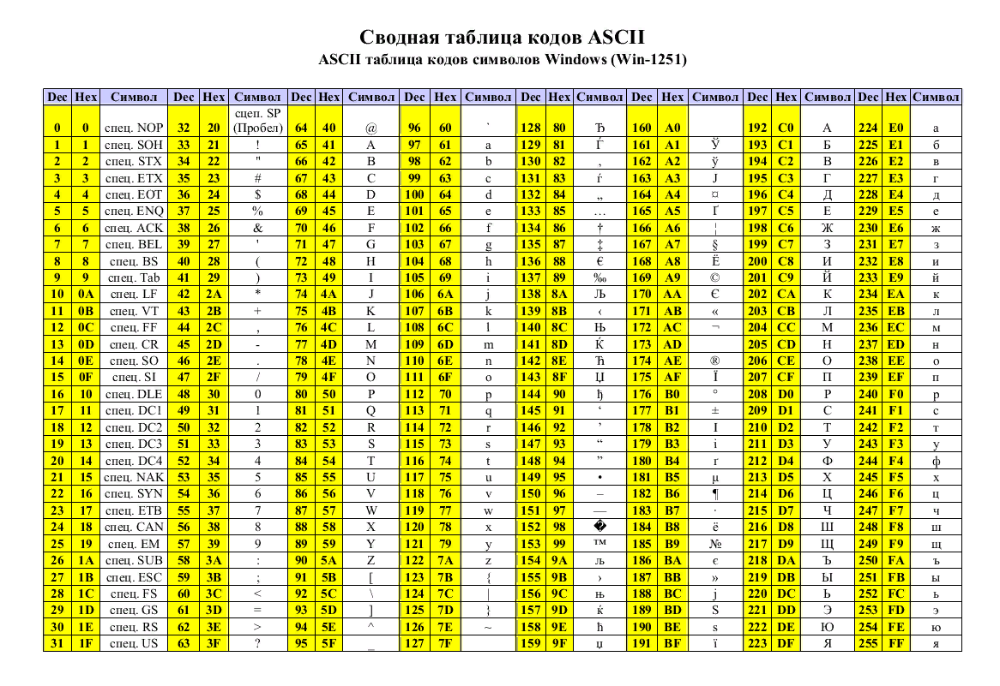 Сводная таблица кодов ASCII
ASCII таблица кодов символов Windows (Win-1251)
Dec Hex Символ Dec Hex Символ Dec Hex Символ Dec Hex Символ Dec Hex Символ Dec Hex Символ Dec Hex Символ Dec Hex Символ
0 0 спец. NOP 32 20 сцеп. SP (Пробел) 64 40 @ 96 60 ` 128 80 Ђ 160 A0 192 C0 А 224 E0 а
1 1 спец. SOH 33 21 ! 65 41 A 97 61 a 129 81 Ѓ 161 A1 Ў 193 C1 Б 225 E1 б
2 2 спец. STX 34 22 " 66 42 B 98 62 b 130 82 ‚ 162 A2 ў 194 C2 В 226 E2 в
3 3 спец. ETX 35 23 # 67 43 C 99 63 c 131 83 ѓ 163 A3 Ј 195 C3 Г 227 E3 г
4 4 спец. EOT 36 24 $ 68 44 D 100 64 d 132 84 „ 164 A4 ¤ 196 C4 Д 228 E4 д
5 5 спец. ENQ 37 25 % 69 45 E 101 65 e 133 85 … 165 A5 Ґ 197 C5 Е 229 E5 е
6 6 спец. ACK 38 26 & 70 46 F 102 66 f 134 86 † 166 A6 ¦ 198 C6 Ж 230 E6 ж
7 7 спец. BEL 39 27 ' 71 47 G 103 67 g 135 87 ‡ 167 A7 § 199 C7 З 231 E7 з
8 8 спец. BS 40 28 ( 72 48 H 104 68 h 136 88 € 168 A8 Ё 200 C8 И 232 E8 и
9 9 спец. Tab 41 29 ) 73 49 I 105 69 i 137 89 ‰ 169 A9 © 201 C9 Й 233 E9 й
10 0A спец. LF 42 2A * 74 4A J 106 6A j 138 8A Љ 170 AA Є 202 CA К 234 EA к
11 0B спец. VT 43 2B + 75 4B K 107 6B k 139 8B ‹ 171 AB « 203 CB Л 235 EB л
12 0C спец. FF 44 2C , 76 4C L 108 6C l 140 8C Њ 172 AC ¬ 204 CC М 236 EC м
13 0D спец. CR 45 2D - 77 4D M 109 6D m 141 8D Ќ 173 AD 205 CD Н 237 ED н
14 0E спец. SO 46 2E . 78 4E N 110 6E n 142 8E Ћ 174 AE ® 206 CE О 238 EE о
15 0F спец. SI 47 2F / 79 4F O 111 6F o 143 8F Џ 175 AF Ї 207 CF П 239 EF п
16 10 спец. DLE 48 30 0 80 50 P 112 70 p 144 90 ђ 176 B0 ° 208 D0 Р 240 F0 р
17 11 спец. DC1 49 31 1 81 51 Q 113 71 q 145 91 ‘ 177 B1 ± 209 D1 С 241 F1 с
18 12 спец. DC2 50 32 2 82 52 R 114 72 r 146 92 ’ 178 B2 І 210 D2 Т 242 F2 т
19 13 спец. DC3 51 33 3 83 53 S 115 73 s 147 93 “ 179 B3 і 211 D3 У 243 F3 у
20 14 спец. DC4 52 34 4 84 54 T 116 74 t 148 94 ” 180 B4 ґ 212 D4 Ф 244 F4 ф
21 15 спец. NAK 53 35 5 85 55 U 117 75 u 149 95 • 181 B5 µ 213 D5 Х 245 F5 х
22 16 спец. SYN 54 36 6 86 56 V 118 76 v 150 96 – 182 B6 ¶ 214 D6 Ц 246 F6 ц
23 17 спец. ETB 55 37 7 87 57 W 119 77 w 151 97 — 183 B7 · 215 D7 Ч 247 F7 ч
24 18 спец. CAN 56 38 8 88 58 X 120 78 x 152 98 � 184 B8 ё 216 D8 Ш 248 F8 ш
25 19 спец. EM 57 39 9 89 59 Y 121 79 y 153 99 ™ 185 B9 № 217 D9 Щ 249 F9 щ
26 1A спец. SUB 58 3A : 90 5A Z 122 7A z 154 9A љ 186 BA є 218 DA Ъ 250 FA ъ
27 1B спец. ESC 59 3B ; 91 5B [ 123 7B { 155 9B › 187 BB » 219 DB Ы 251 FB ы
28 1C спец. FS 60 3C < 92 5C \ 124 7C | 156 9C њ 188 BC ј 220 DC Ь 252 FC ь
29 1D спец. GS 61 3D = 93 5D ] 125 7D } 157 9D ќ 189 BD Ѕ 221 DD Э 253 FD э
30 1E спец. RS 62 3E > 94 5E ^ 126 7E ~ 158 9E ћ 190 BE ѕ 222 DE Ю 254 FE ю
31 1F спец. US 63 3F ? 95 5F _ 127 7F 159 9F џ 191 BF ї 223 DF Я 255 FF я